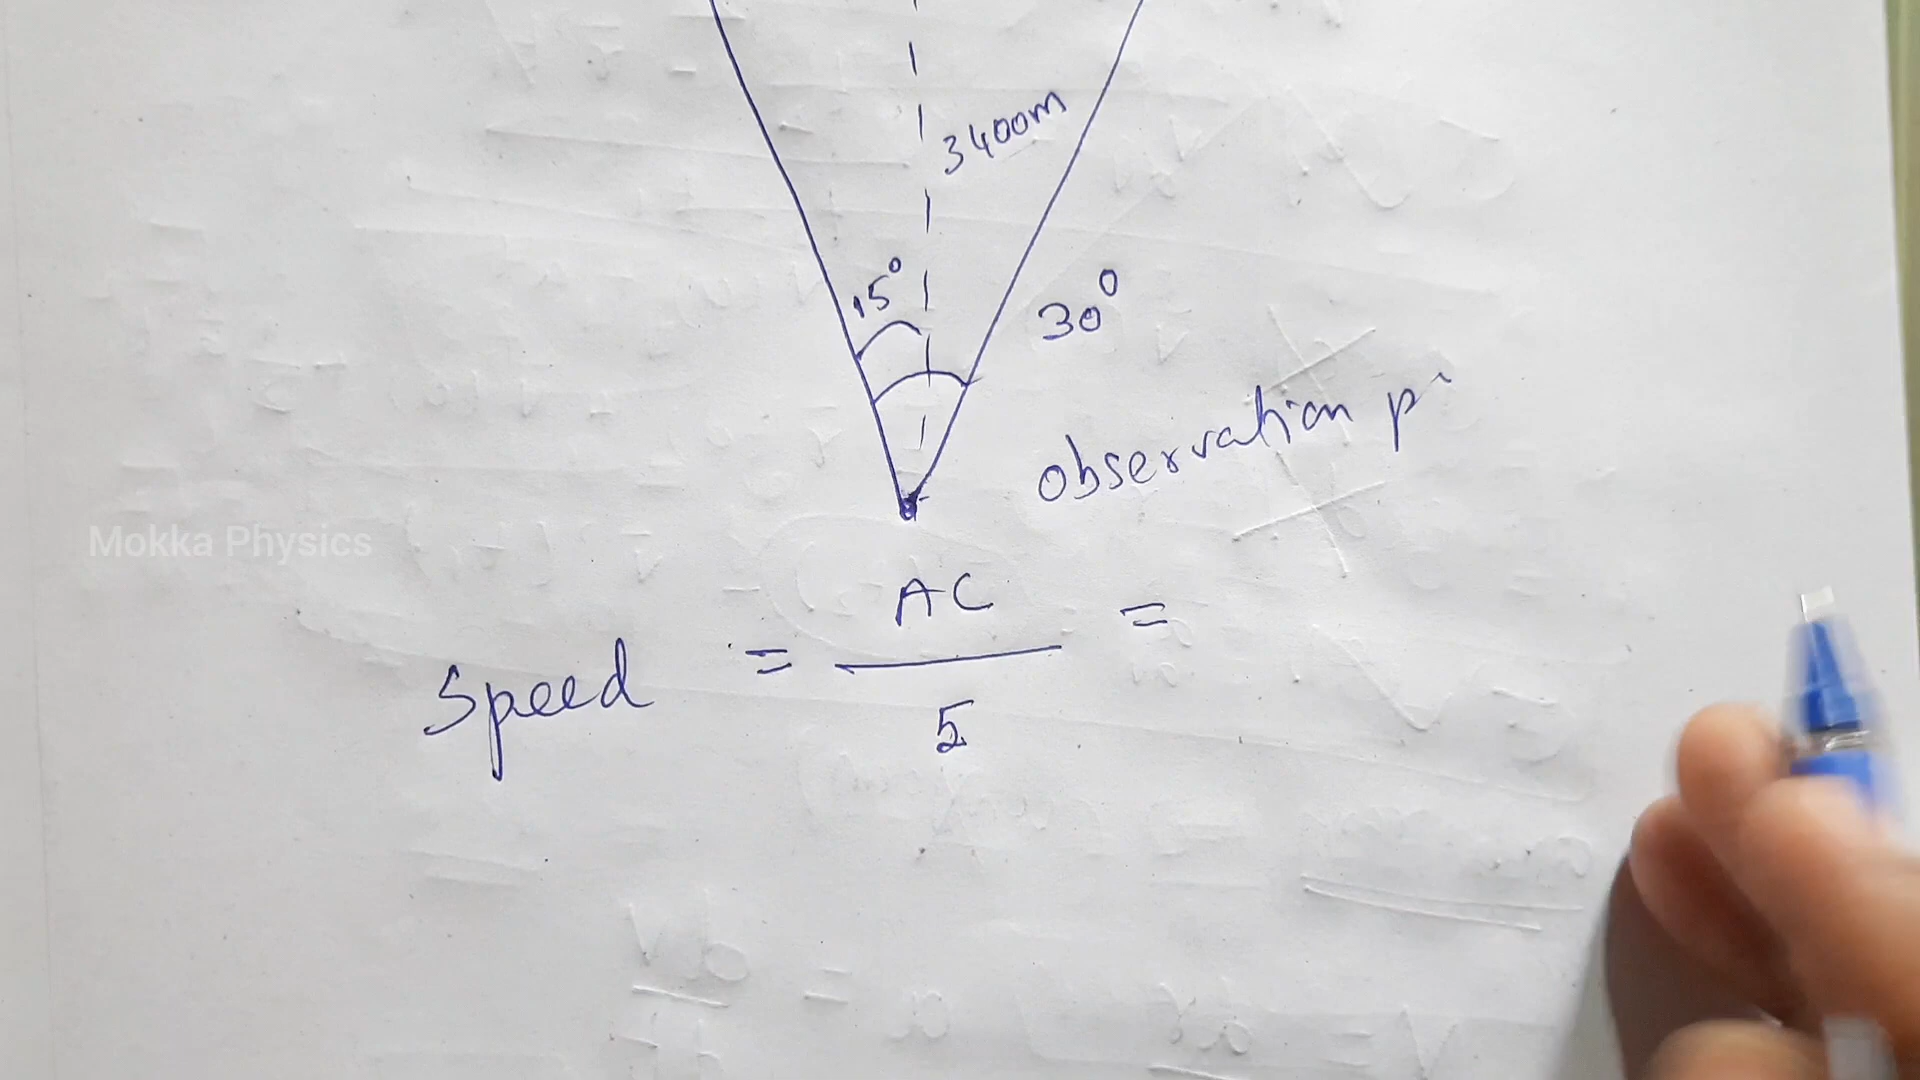 3400m
15°
30°
observation
Mokka Physics
AC
Speed = ― =
5